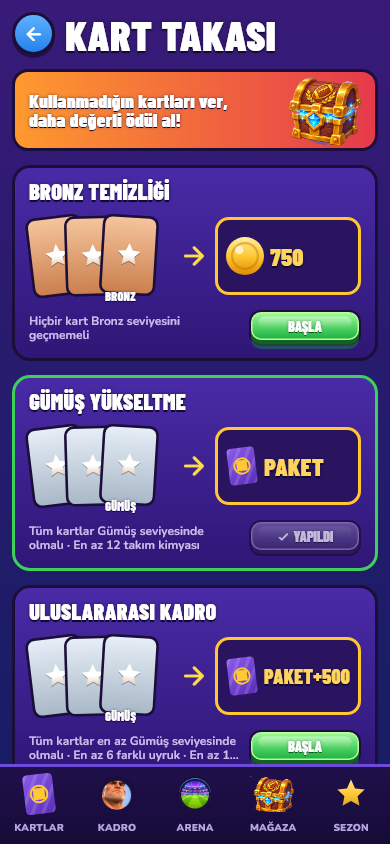 KART TAKASI
Kullanmadığın kartları ver,
daha değerli ödül al!
BRONZ TEMİZLİĞİ
BRONZ
750
Hiçbir kart Bronz seviyesini
geçmemeli
BAŞLA
GÜMÜŞ YÜKSELTME
GÜMÜŞ
PAKET
Tüm kartlar Gümüş seviyesinde
olmalı · En az 12 takım kimyası
YAPILDI
ULUSLARARASI KADRO
GÜMÜŞ
PAKET+500
Tüm kartlar en az Gümüş seviyesinde
olmalı · En az 6 farklı uyruk · En az 1...
BAŞLA
KARTLAR
KADRO
ARENA
MAĞAZA
SEZON